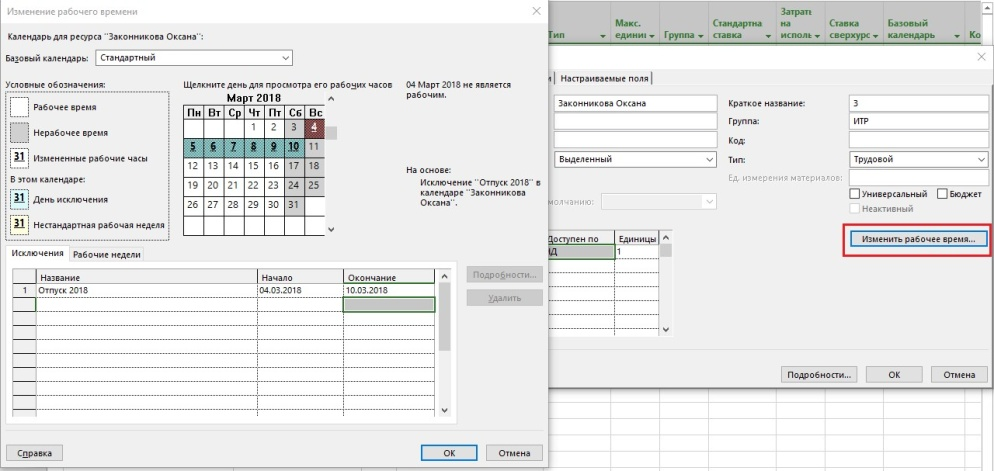 Изменение рабочего времени
Календарь для ресурса "Законникова Оксана":
Базовый календарь: Стандартный
Условные обозначения:
Рабочее время
Нерабочее время
31 Измененные рабочие часы
В этом календаре:
31 День исключения
31 Нестандартная рабочая неделя
Щелкните день для просмотра его рабочих часов
Март 2018
Пн Вт Ср Чт Пт Сб Вс
1 2 3 4
5 6 7 8 9 10 11
12 13 14 15 16 17 18
19 20 21 22 23 24 25
26 27 28 29 30 31
04 Март 2018 не является
рабочим.
На основе:
Исключение "Отпуск 2018" в
календаре "Законникова
Оксана".
Исключения Рабочие недели
Название Начало Окончание
1 Отпуск 2018 04.03.2018 10.03.2018
Подробности...
Удалить
Справка ОК Отмена
Тип
Макс.
единиц
Группа
Стандартна
ставка
Затраты
на
исполь
Ставка
сверхурс
Базовый
календарь
Ко
и Настраиваемые поля
Законникова Оксана Краткое название: З
Группа: ИТР
Код:
Выделенный Тип: Трудовой
Ед. измерения материалов:
Универсальный Бюджет
Неактивный
молчанию:
Изменить рабочее время...
Доступен по Единицы
НД 1
Подробности... ОК Отмена